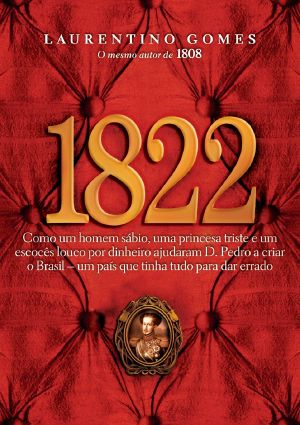 LAURENTINO GOMES
O mesmo autor de 1808
1822
Como um homem sábio, uma princesa triste e um
escocês louco por dinheiro ajudaram D. Pedro a criar
o Brasil – um país que tinha tudo para dar errado